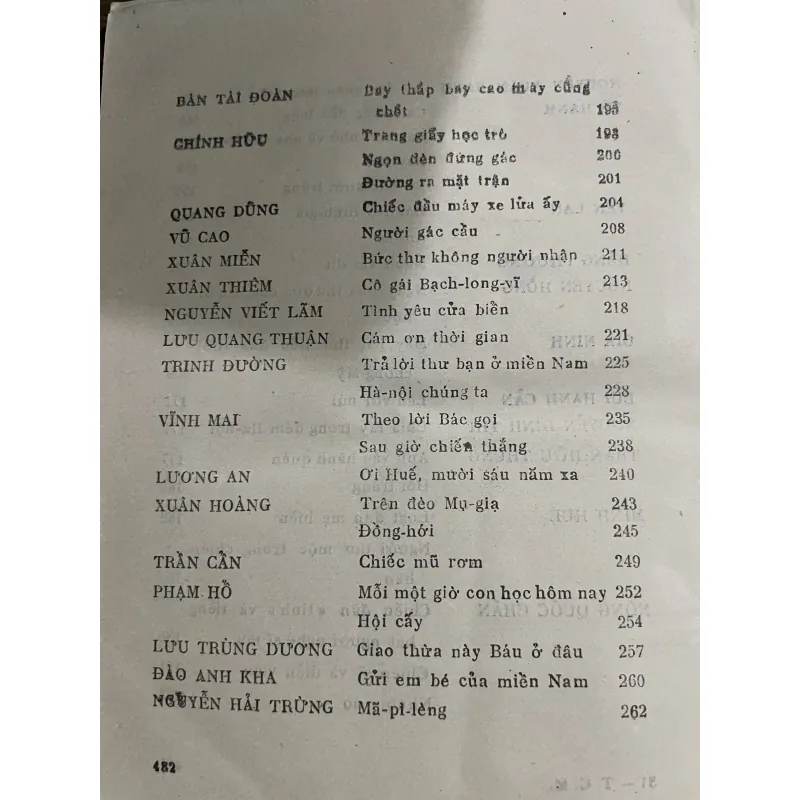 BÀN TÀI ĐOÀN Bay thấp bay cao mày cũng
chết 195
CHÍNH HỮU Trang giấy học trò 198
Ngọn đèn đứng gác 200
Đường ra mặt trận 201
QUANG DŨNG Chiếc đầu máy xe lửa ấy 204
VŨ CAO Người gác cầu 208
XUÂN MIỄN Bức thư không người nhận 211
XUÂN THIÊM Cô gái Bạch-long-vĩ 213
NGUYỄN VIẾT LÃM Tình yêu cửa biển 218
LƯU QUANG THUẬN Cám ơn thời gian 221
TRINH ĐƯỜNG Trả lời thư bạn ở miền Nam 225
Hà-nội chúng ta 228
VĨNH MAI Theo lời Bác gọi 235
Sau giờ chiến thắng 238
LƯƠNG AN Ơi Huế, mười sáu năm xa 240
XUÂN HOÀNG Trên đèo Mụ-giạ 243
Đồng-hới 245
TRẦN CẨN Chiếc mũ rơm 249
PHẠM HỔ Mỗi một giờ con học hôm nay 252
Hội cấy 254
LƯU TRÙNG DƯƠNG Giao thừa này Báu ở đâu 257
ĐÀO ANH KHA Gửi em bé của miền Nam 260
NGUYỄN HẢI TRỪNG Mã-pì-lèng 262
482